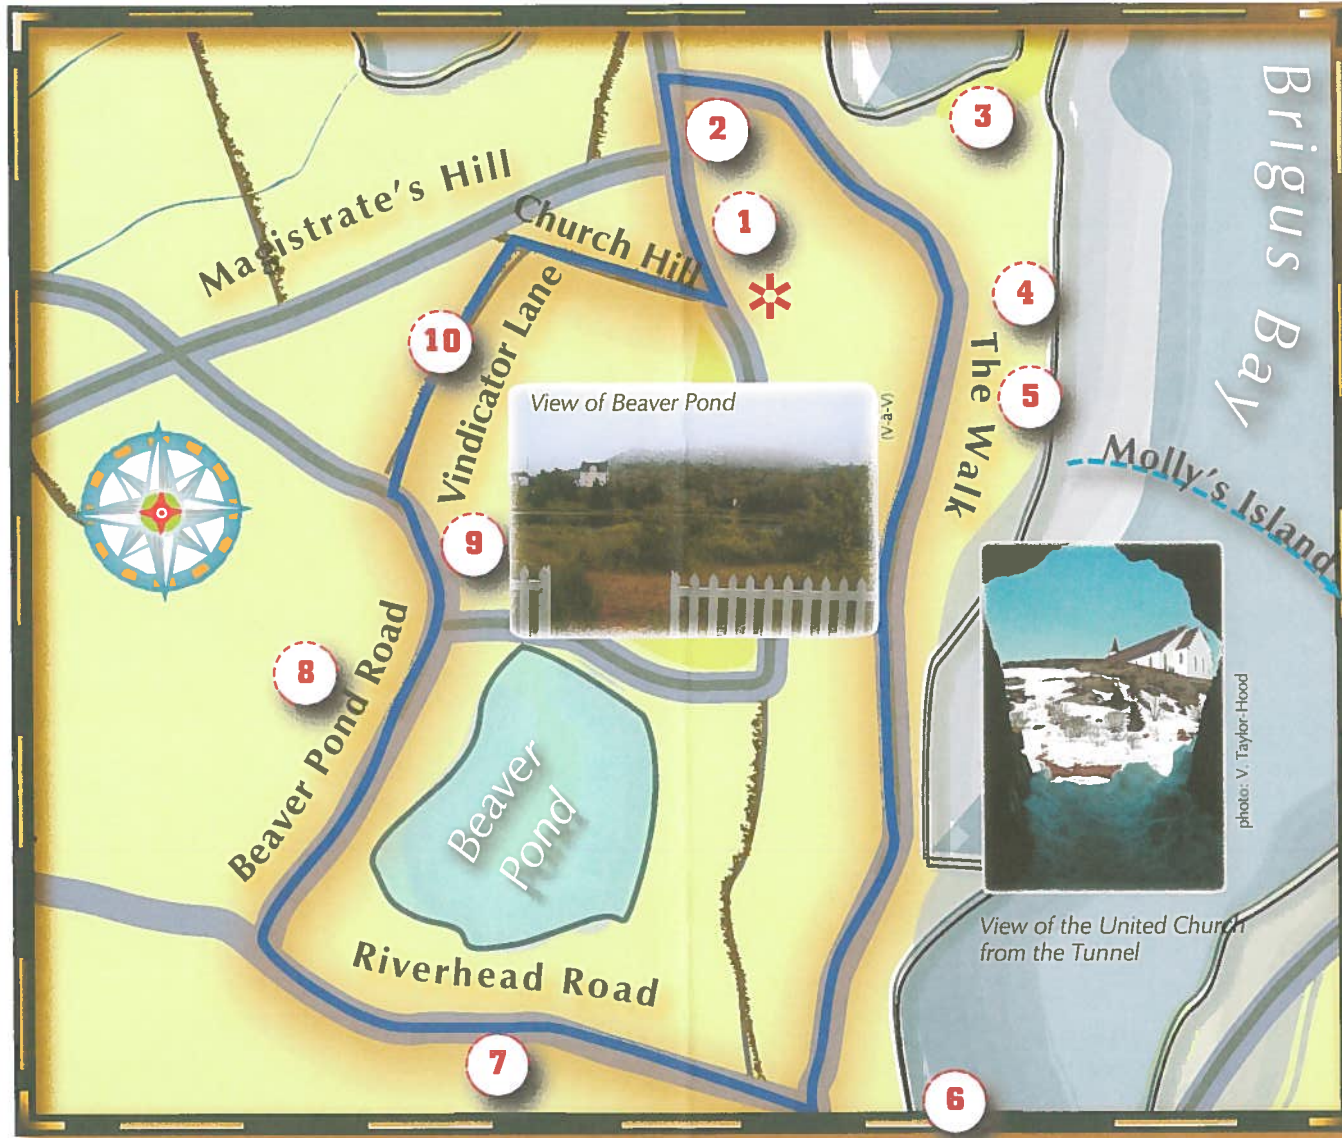 Brigus Bay
2
3
1
Magistrate's Hill
Church Hill
4
10
Vindicator Lane
The Walk
5
View of Beaver Pond
(V-a-V)
Molly's Island
9
8
Beaver Pond Road
Beaver
Pond
photo: V. Taylor-Hood
View of the United Church
from the Tunnel
Riverhead Road
7
6